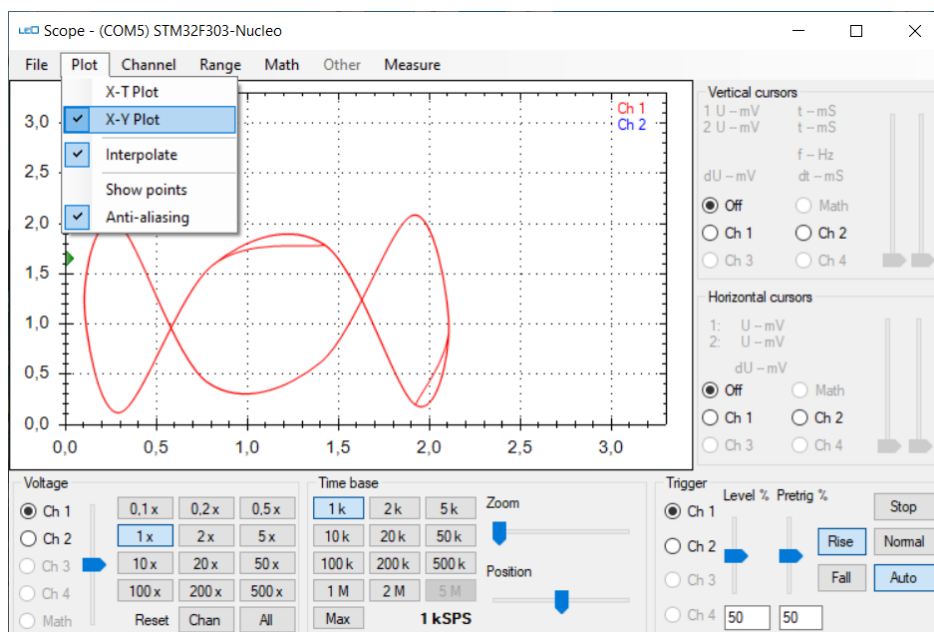 LEO Scope - (COM5) STM32F303-Nucleo
File Plot Channel Range Math Other Measure
X-T Plot
X-Y Plot
Interpolate
Show points
Anti-aliasing
Ch 1
Ch 2
3,0
2,5
2,0
1,5
1,0
0,5
0,0
0,0 0,5 1,0 1,5 2,0 2,5 3,0
Vertical cursors
1 U -- mV t -- mS
2 U -- mV t -- mS
f -- Hz
dU -- mV dt -- mS
Off Math
Ch 1 Ch 2
Ch 3 Ch 4
Horizontal cursors
1: U -- mV
2: U -- mV
dU -- mV
Off Math
Ch 1 Ch 2
Ch 3 Ch 4
Voltage
Ch 1 0,1 x 0,2 x 0,5 x
Ch 2 1 x 2 x 5 x
Ch 3 10 x 20 x 50 x
Ch 4 100 x 200 x 500 x
Math Reset Chan All
Time base
1 k 2 k 5 k Zoom
10 k 20 k 50 k
100 k 200 k 500 k Position
1 M 2 M 5 M
Max 1 kSPS
Trigger
Level % Pretrig %
Ch 1 Stop
Ch 2 Rise Normal
Ch 3 Fall Auto
Ch 4 50 50